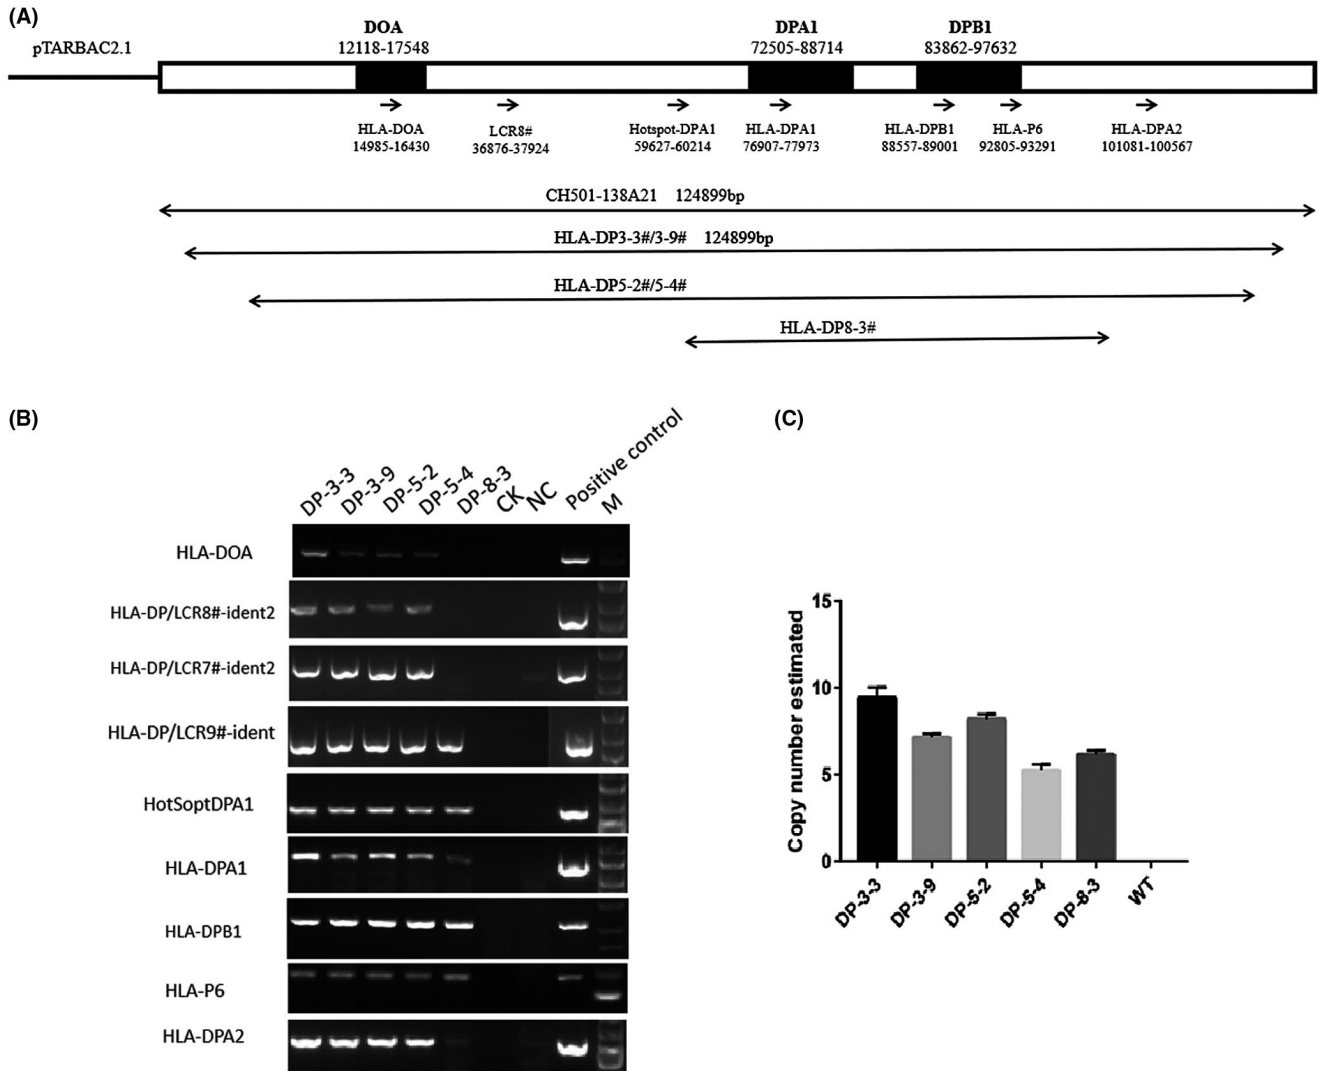 (A)
DOA
DPA1
DPB1
pTARBAC2.1
12118-17548
72505-88714
83862-97632
HLA-DOA
14985-16430
LCR8#
36876-37924
Hotspot-DPA1
59627-60214
HLA-DPA1
76907-77973
HLA-DPB1
88557-89001
HLA-P6
92805-93291
HLA-DPA2
101081-100567
CH501-138A21 124899bp
HLA-DP3-3#/3-9# 124899bp
HLA-DP5-2#/5-4#
HLA-DP8-3#
(B)
DP-3-3
DP-3-9
DP-5-2
DP-5-4
DP-8-3
CK
NC
Positive control
M
HLA-DOA
HLA-DP/LCR8#-ident2
HLA-DP/LCR7#-ident2
HLA-DP/LCR9#-ident
HotSoptDPA1
HLA-DPA1
HLA-DPB1
HLA-P6
HLA-DPA2
(C)
Copy number estimated
15
10
5
0
DP-3-3
DP-3-9
DP-5-2
DP-5-4
DP-8-3
WT